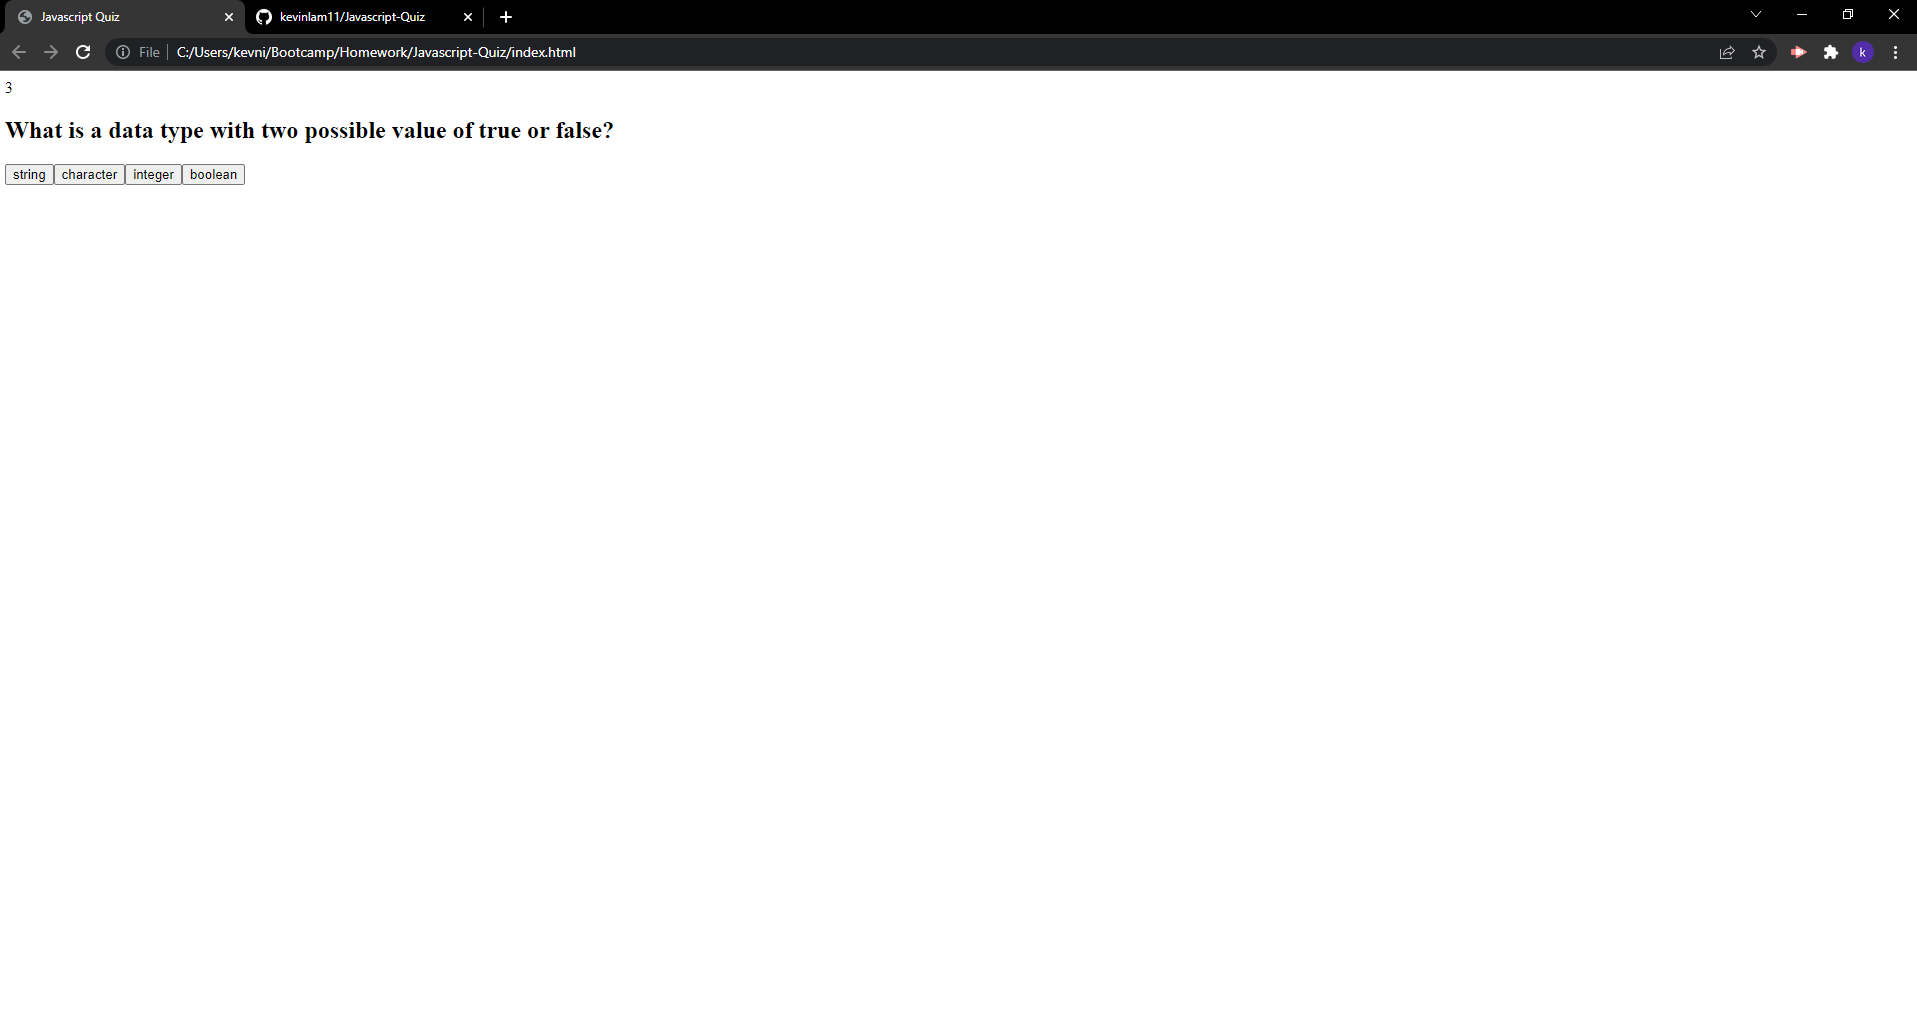 Javascript Quiz
kevinlam11/Javascript-Quiz
File C:/Users/kevni/Bootcamp/Homework/Javascript-Quiz/index.html
k
3
What is a data type with two possible value of true or false?
string character integer boolean